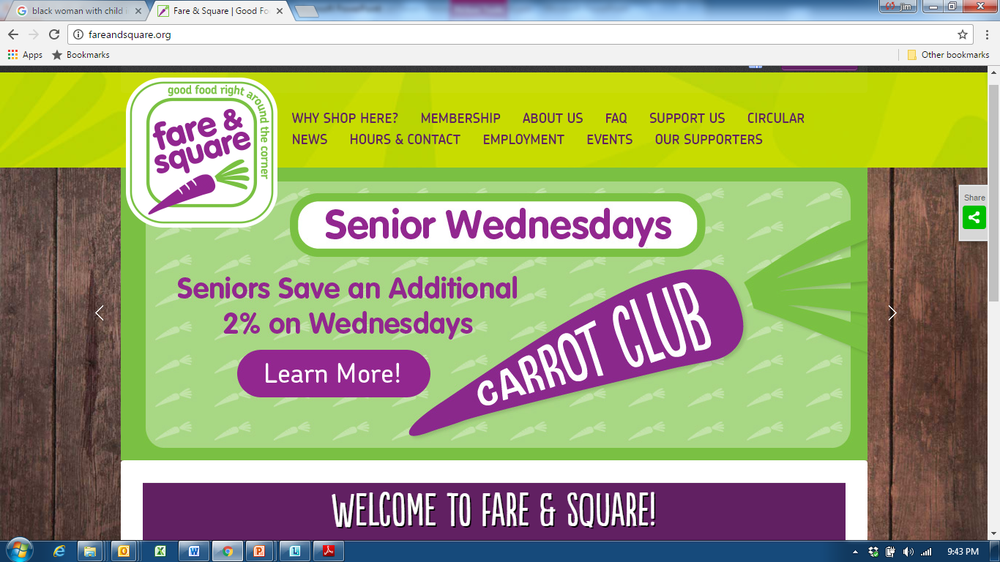 black woman with child i
Fare & Square | Good Fo
jim
fareandsquare.org
Apps
Bookmarks
Other bookmarks
good food right around the corner
fare &
square
WHY SHOP HERE? MEMBERSHIP ABOUT US FAQ SUPPORT US CIRCULAR
NEWS HOURS & CONTACT EMPLOYMENT EVENTS OUR SUPPORTERS
Share
Senior Wednesdays
Seniors Save an Additional
2% on Wednesdays
Learn More!
CARROT CLUB
WELCOME TO FARE & SQUARE!
9:43 PM